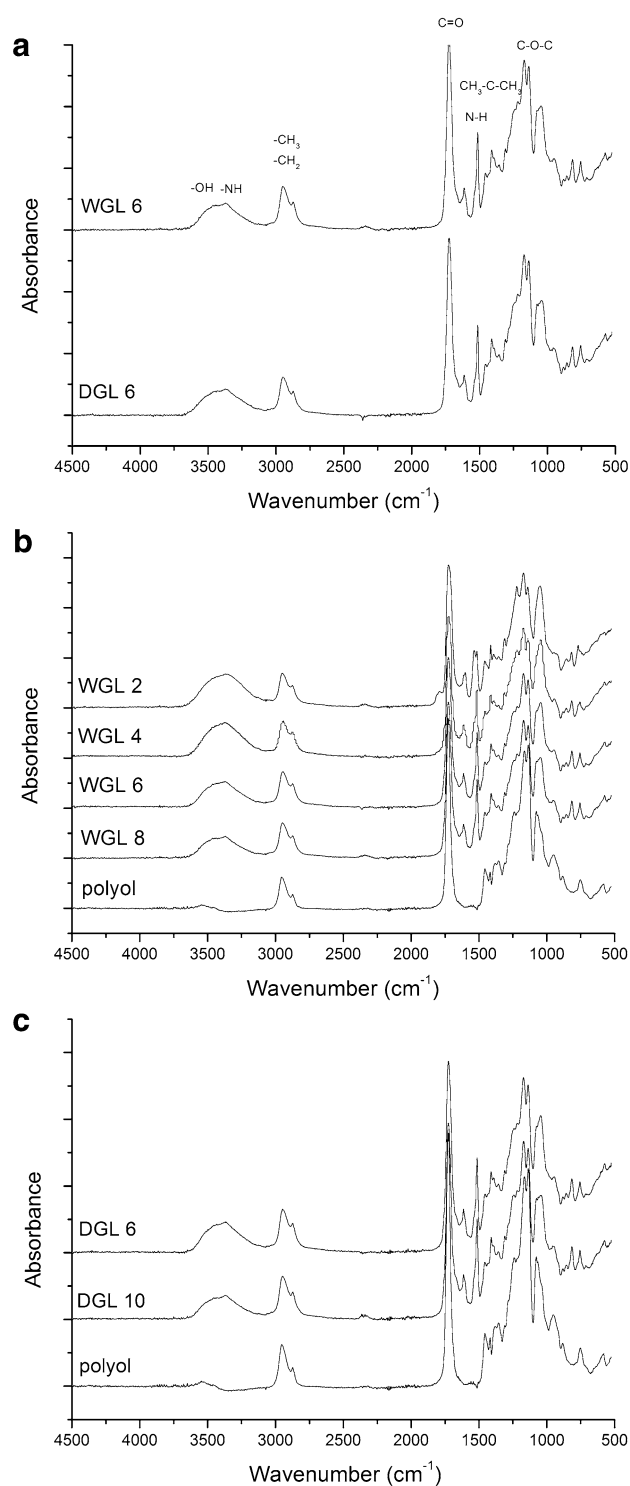 a
C=O
C-O-C
CH₃-C-CH₃
N-H
-CH₃
-CH₂
-OH -NH
WGL 6
DGL 6
Absorbance
4500 4000 3500 3000 2500 2000 1500 1000 500
Wavenumber (cm⁻¹)
b
WGL 2
WGL 4
WGL 6
WGL 8
polyol
Absorbance
4500 4000 3500 3000 2500 2000 1500 1000 500
Wavenumber (cm⁻¹)
c
DGL 6
DGL 10
polyol
Absorbance
4500 4000 3500 3000 2500 2000 1500 1000 500
Wavenumber (cm⁻¹)